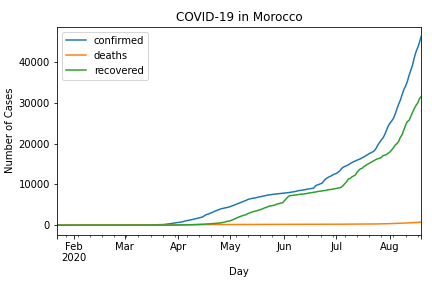 COVID-19 in Morocco
confirmed
deaths
recovered
Number of Cases
40000
30000
20000
10000
0
Feb Mar Apr May Jun Jul Aug
2020
Day